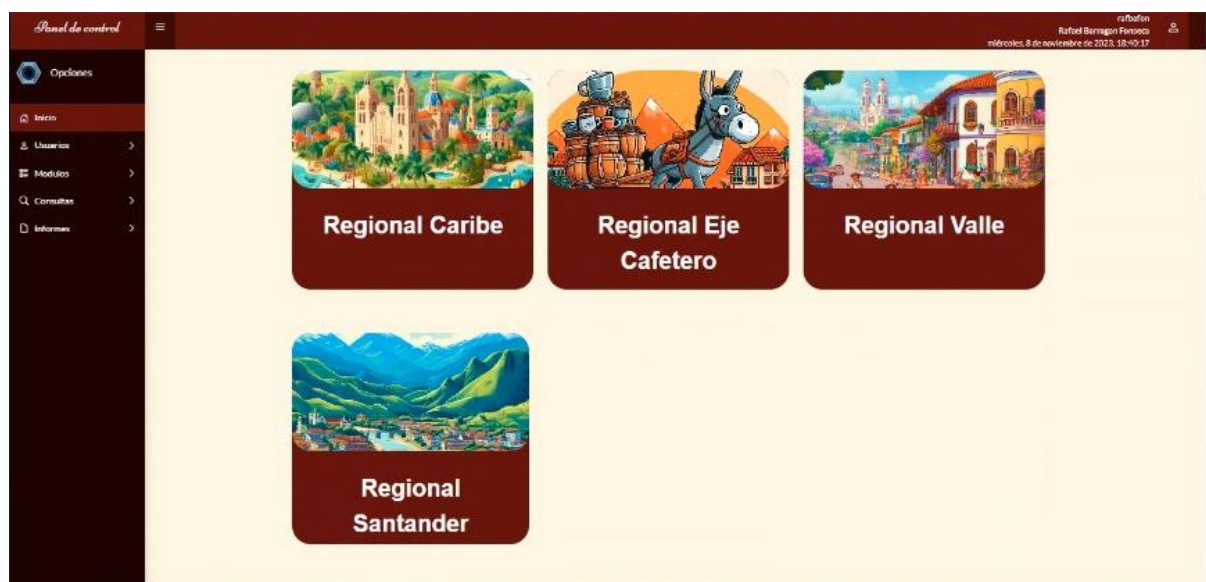 Panel de control
rafbafon
Rafael Barragan Fonseca
miércoles, 8 de noviembre de 2023, 18:40:17
Opciones
Inicio
Usuarios
Modulos
Consultas
Informes
Regional Caribe
Regional Eje
Cafetero
Regional Valle
Regional
Santander